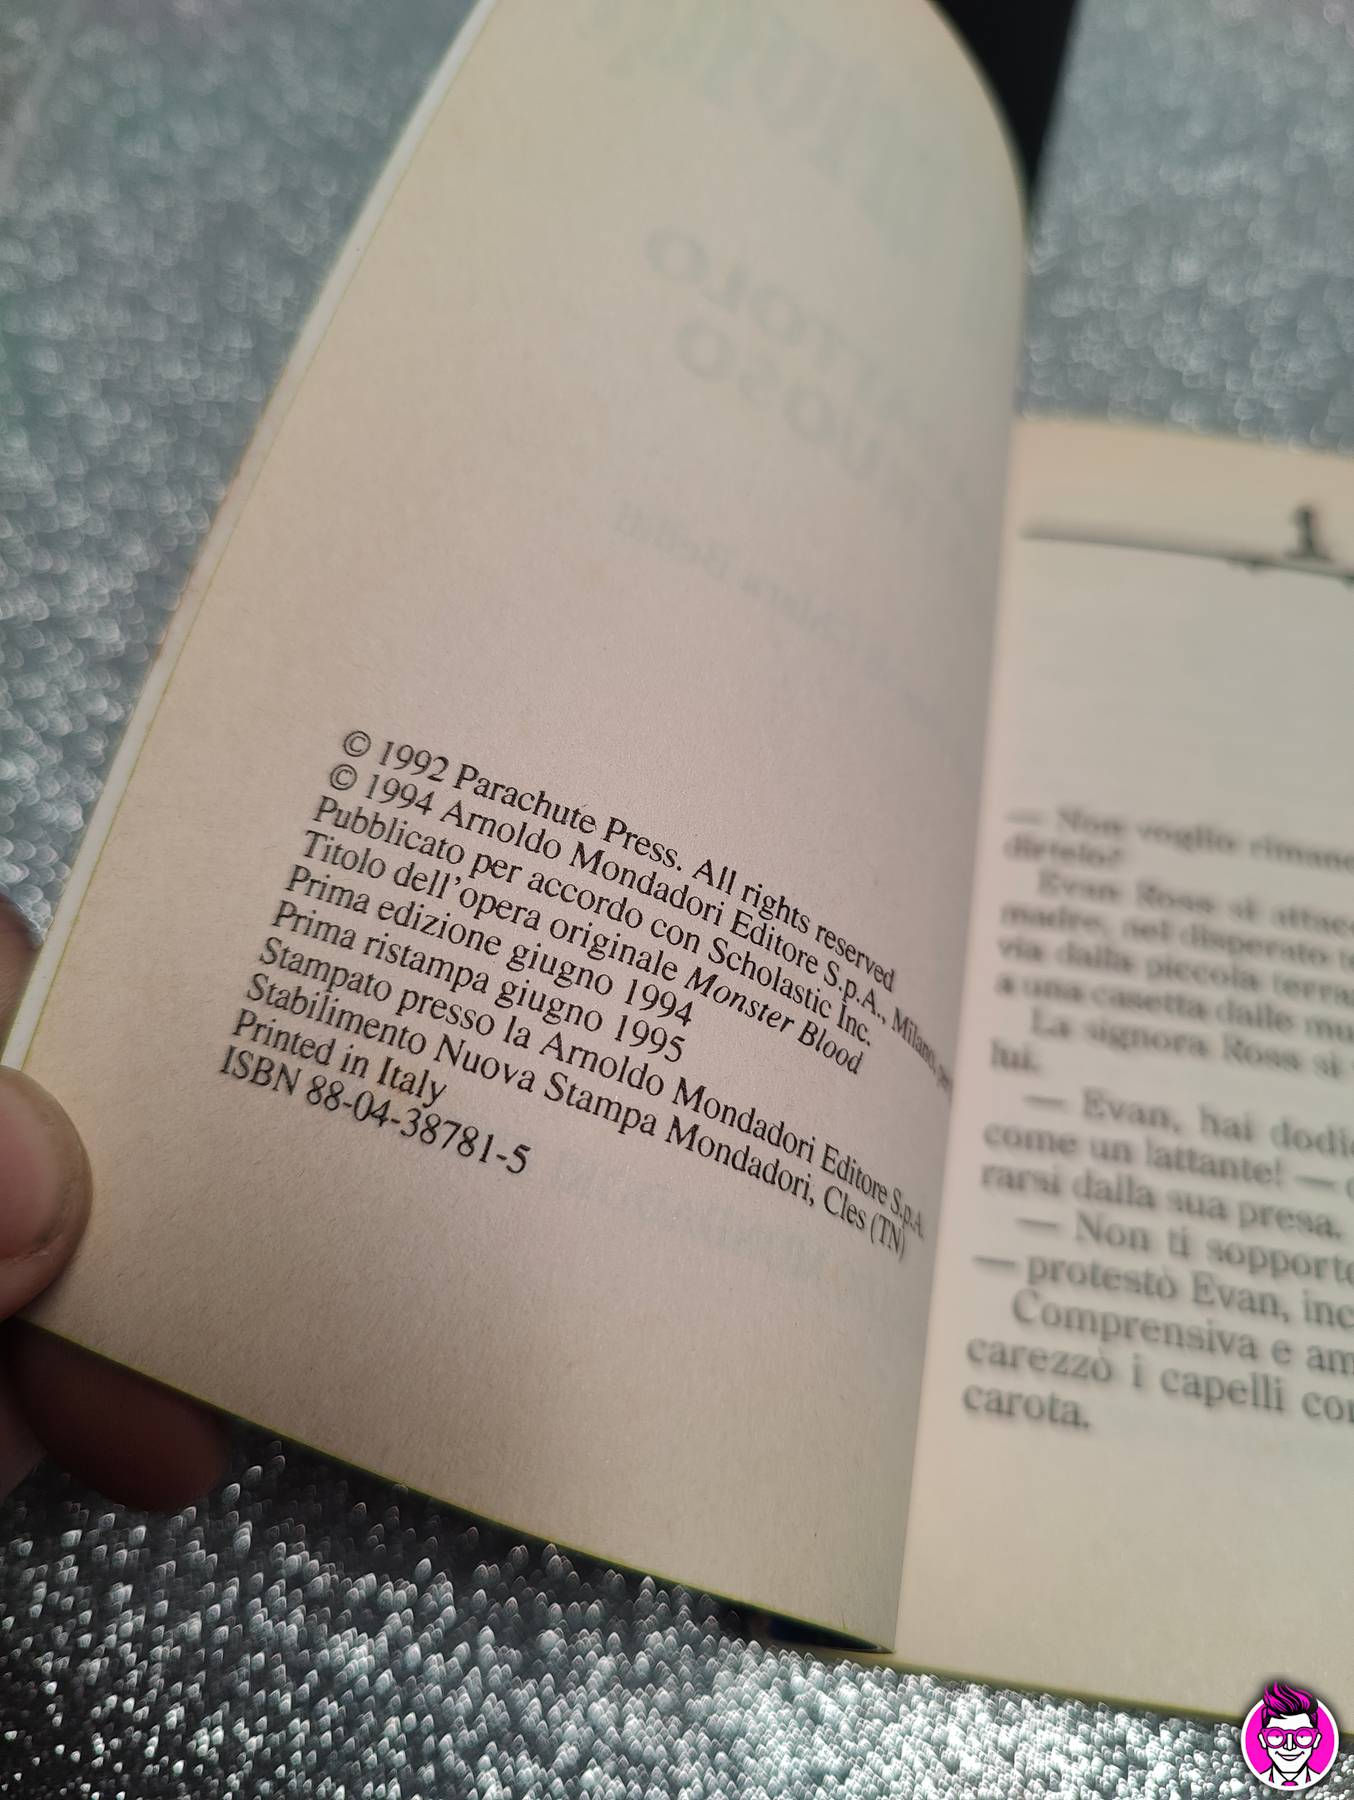 © 1992 Parachute Press. All rights reserved
© 1994 Arnoldo Mondadori Editore S.p.A., Milano, per
Pubblicato per accordo con Scholastic Inc.
Titolo dell'opera originale Monster Blood
Prima edizione giugno 1994
Prima ristampa giugno 1995
Stampato presso la Arnoldo Mondadori Editore S.p.A.
Stabilimento Nuova Stampa Mondadori, Cles (TN)
Printed in Italy
ISBN 88-04-38781-5
1
— Non voglio rimane
dirtelo?
Evan Ross si attac
madre, nel disperato te
via dalla piccola terra
a una casetta dalle mu
La signora Ross si
lui.
— Evan, hai dodic
come un lattante! —
rarsi dalla sua presa.
— Non ti sopporto
— protestò Evan, inc
Comprensiva e am
carezzò i capelli co
carota.